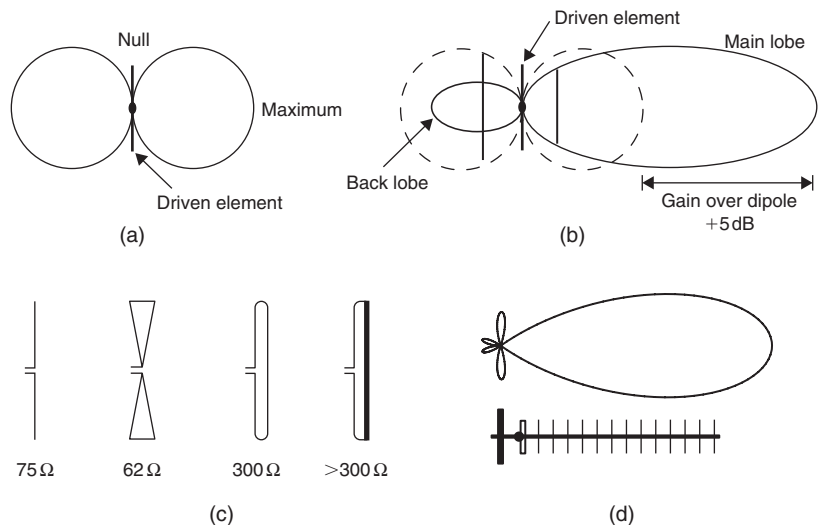 Null
Maximum
Driven element
(a)
Driven element
Main lobe
Back lobe
Gain over dipole
+5 dB
(b)
75 Ω
62 Ω
300 Ω
>300 Ω
(c)
(d)